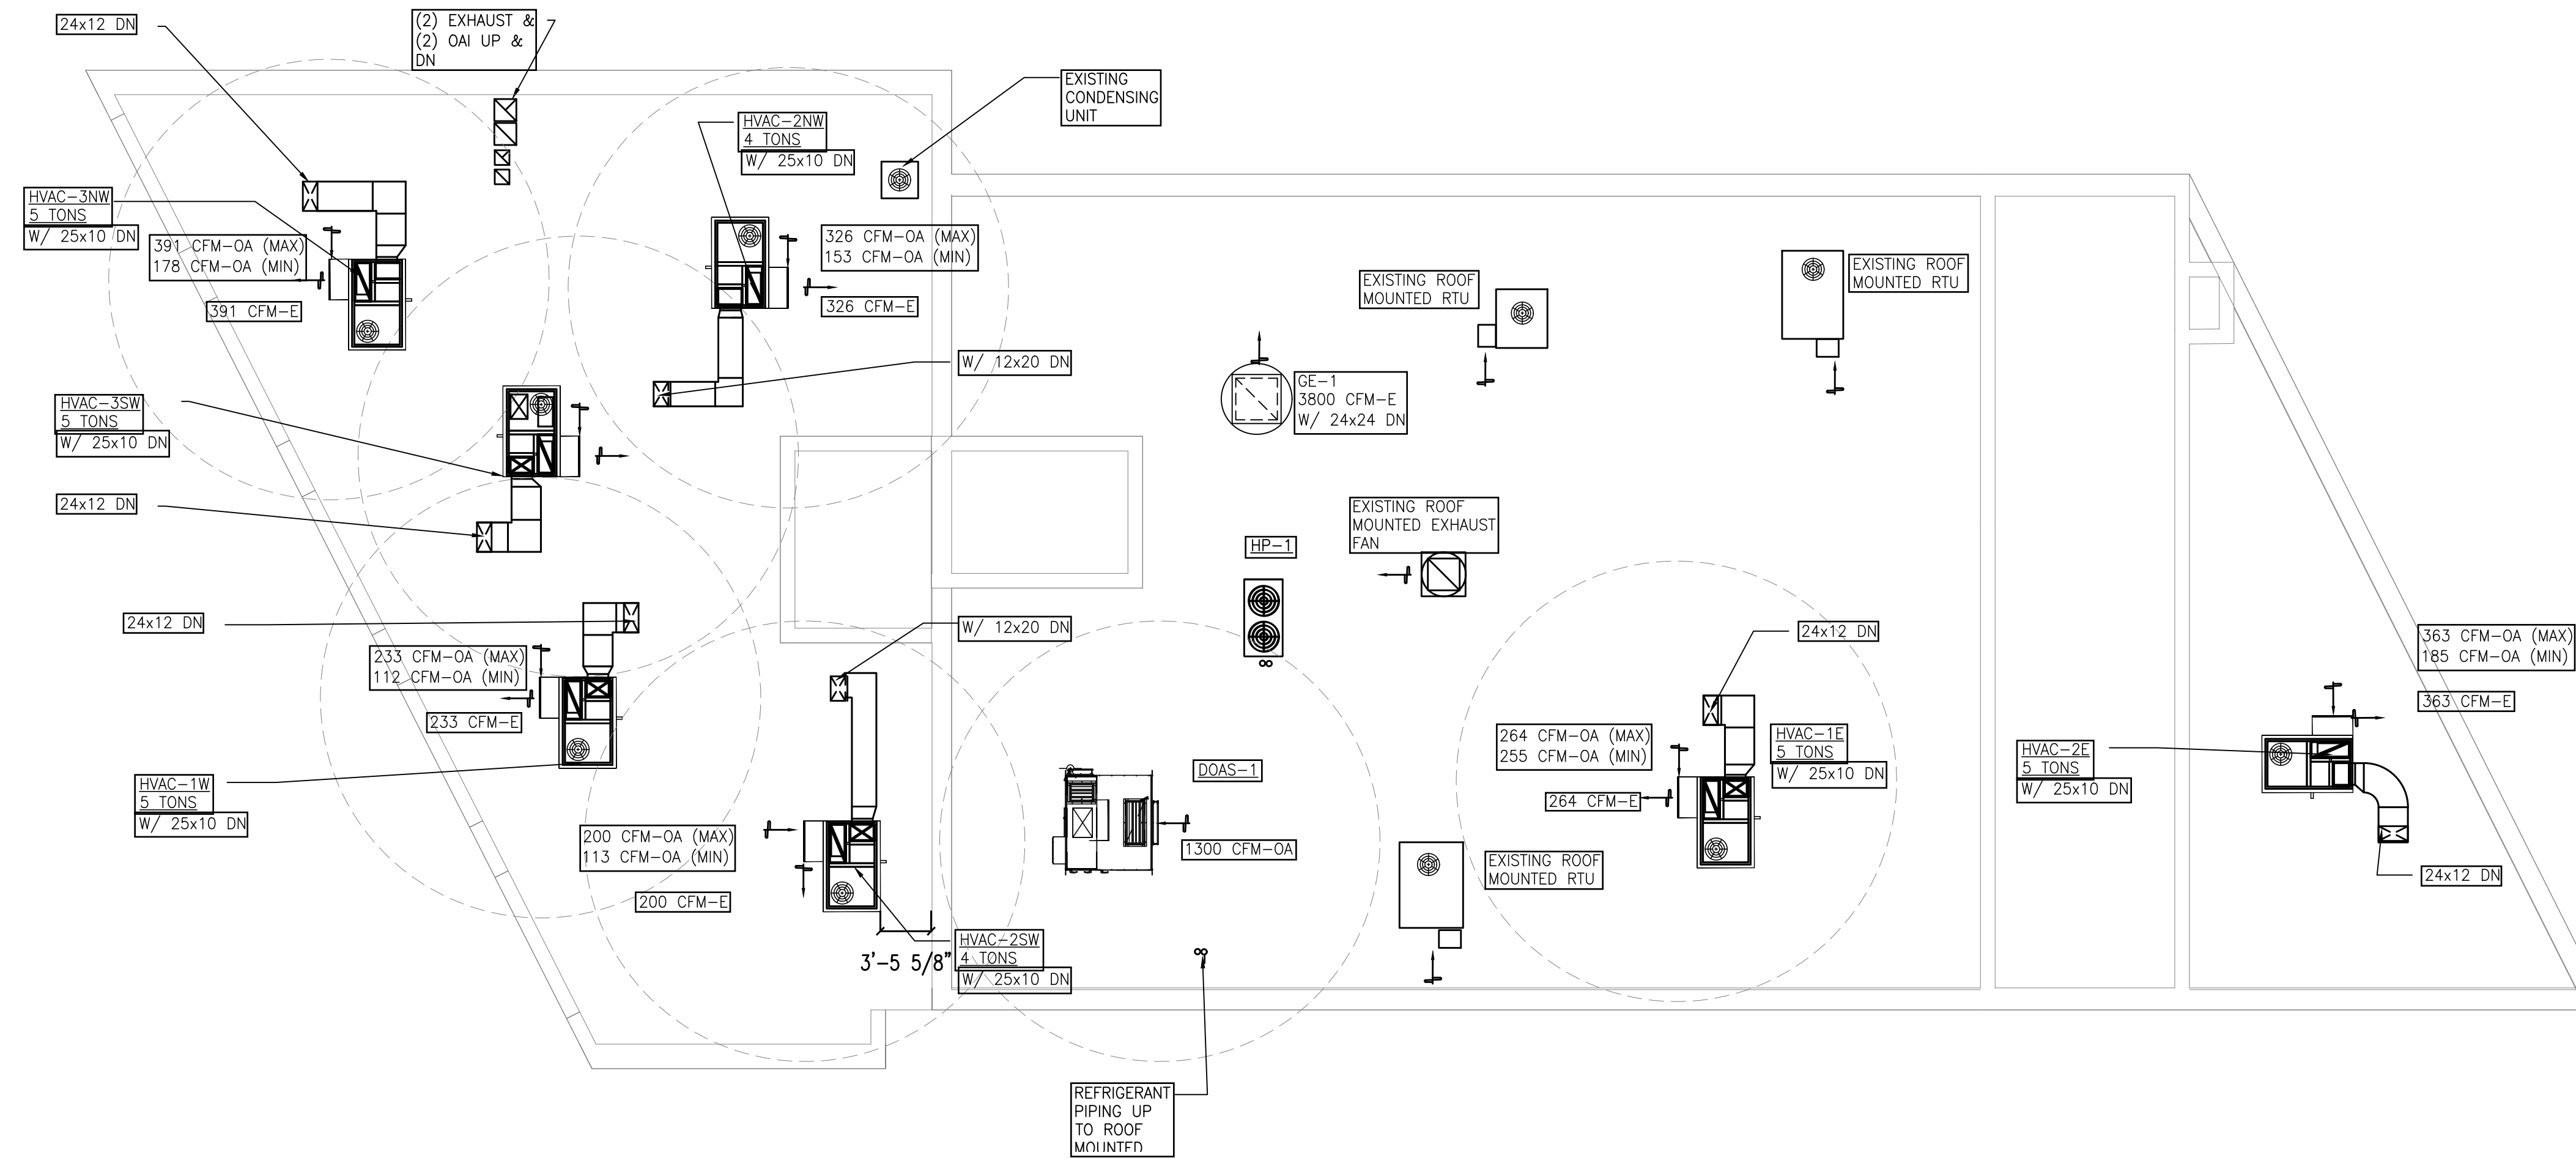 24x12 DN
(2) EXHAUST &
(2) OAI UP &
DN
EXISTING
CONDENSING
UNIT
HVAC-2NW
4 TONS
W/ 25x10 DN
HVAC-3NW
5 TONS
W/ 25x10 DN
391 CFM-OA (MAX)
178 CFM-OA (MIN)
391 CFM-E
326 CFM-OA (MAX)
153 CFM-OA (MIN)
326 CFM-E
EXISTING ROOF
MOUNTED RTU
EXISTING ROOF
MOUNTED RTU
W/ 12x20 DN
GE-1
3800 CFM-E
W/ 24x24 DN
HVAC-3SW
5 TONS
W/ 25x10 DN
24x12 DN
EXISTING ROOF
MOUNTED EXHAUST
FAN
HP-1
24x12 DN
W/ 12x20 DN
24x12 DN
363 CFM-OA (MAX)
185 CFM-OA (MIN)
363 CFM-E
233 CFM-OA (MAX)
112 CFM-OA (MIN)
233 CFM-E
264 CFM-OA (MAX)
255 CFM-OA (MIN)
264 CFM-E
HVAC-1E
5 TONS
W/ 25x10 DN
HVAC-2E
5 TONS
W/ 25x10 DN
HVAC-1W
5 TONS
W/ 25x10 DN
DOAS-1
1300 CFM-OA
200 CFM-OA (MAX)
113 CFM-OA (MIN)
200 CFM-E
EXISTING ROOF
MOUNTED RTU
24x12 DN
HVAC-2SW
4 TONS
W/ 25x10 DN
3'-5 5/8"
REFRIGERANT
PIPING UP
TO ROOF
MOUNTED